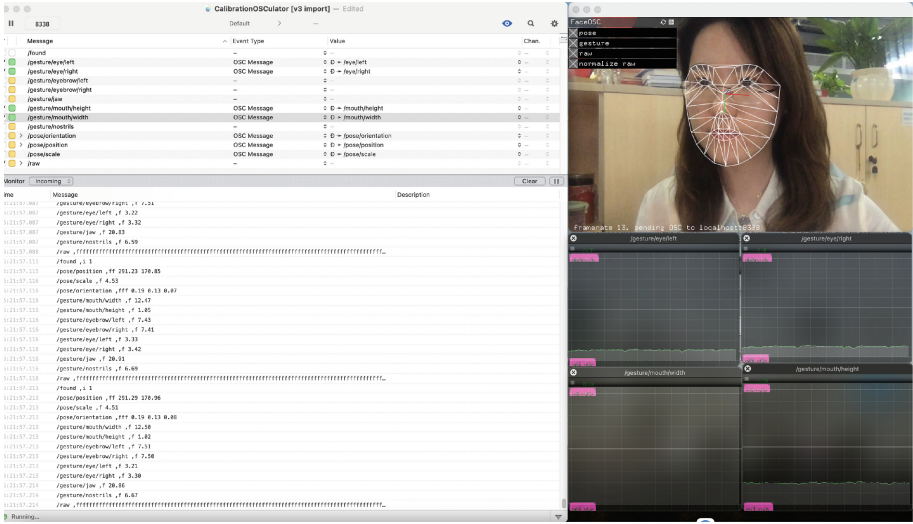 CalibrationOSCulator [v3 import] — Edited
8338
Default
Message Event Type Value Chan.
/found –
/gesture/eye/left OSC Message /eye/left
/gesture/eye/right OSC Message /eye/right
/gesture/eyebrow/left –
/gesture/eyebrow/right –
/gesture/jaw –
/gesture/mouth/height OSC Message /mouth/height
/gesture/mouth/width OSC Message /mouth/width
/gesture/nostrils –
/pose/orientation OSC Message /pose/orientation
/pose/position OSC Message /pose/position
/pose/scale OSC Message /pose/scale
/raw –
Monitor Incoming Clear
Message Description
/gesture/eyebrow/right ,f 7.51
/gesture/eye/left ,f 3.22
/gesture/eye/right ,f 3.32
/gesture/jaw ,f 20.83
/gesture/nostrils ,f 6.59
/found ,i 1
/pose/position ,ff 291.23 170.85
/pose/scale ,f 4.53
/pose/orientation ,fff 0.19 0.13 0.07
/gesture/mouth/width ,f 12.47
/gesture/mouth/height ,f 1.05
/gesture/eyebrow/left ,f 7.43
/gesture/eyebrow/right ,f 7.41
/gesture/eye/left ,f 3.33
/gesture/eye/right ,f 3.42
/gesture/jaw ,f 20.91
/gesture/nostrils ,f 6.69
/found ,i 1
/pose/position ,ff 291.29 170.96
/pose/scale ,f 4.51
/pose/orientation ,fff 0.19 0.13 0.08
/gesture/mouth/width ,f 12.50
/gesture/mouth/height ,f 1.02
/gesture/eyebrow/left ,f 7.51
/gesture/eyebrow/right ,f 7.50
/gesture/eye/left ,f 3.21
/gesture/eye/right ,f 3.30
/gesture/jaw ,f 20.86
/gesture/nostrils ,f 6.67
Running...
FaceOSC
pose
gesture
raw
normalize raw
Framerate 13, sending OSC to localhost:8338
/gesture/eye/left
/gesture/eye/right
/gesture/mouth/width
/gesture/mouth/height